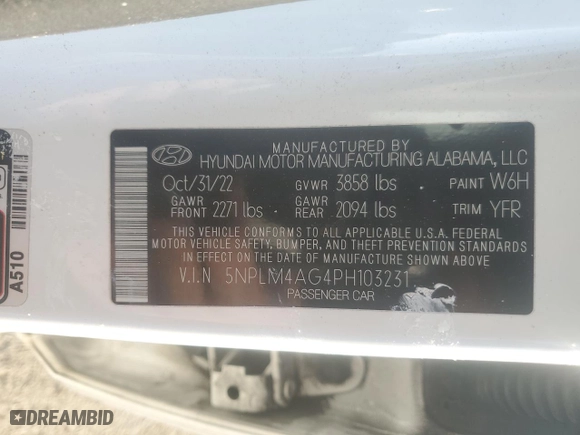 MANUFACTURED BY
HYUNDAI MOTOR MANUFACTURING ALABAMA, LLC
Oct/31/22 GVWR 3858 lbs PAINT W6H
GAWR FRONT 2271 lbs GAWR REAR 2094 lbs TRIM YFR
THIS VEHICLE CONFORMS TO ALL APPLICABLE U.S.A. FEDERAL
MOTOR VEHICLE SAFETY, BUMPER, AND THEFT PREVENTION STANDARDS
IN EFFECT ON THE DATE OF MANUFACTURE SHOWN ABOVE.
V.I.N 5NPLM4AG4PH103231
PASSENGER CAR
A510
DREAMBID